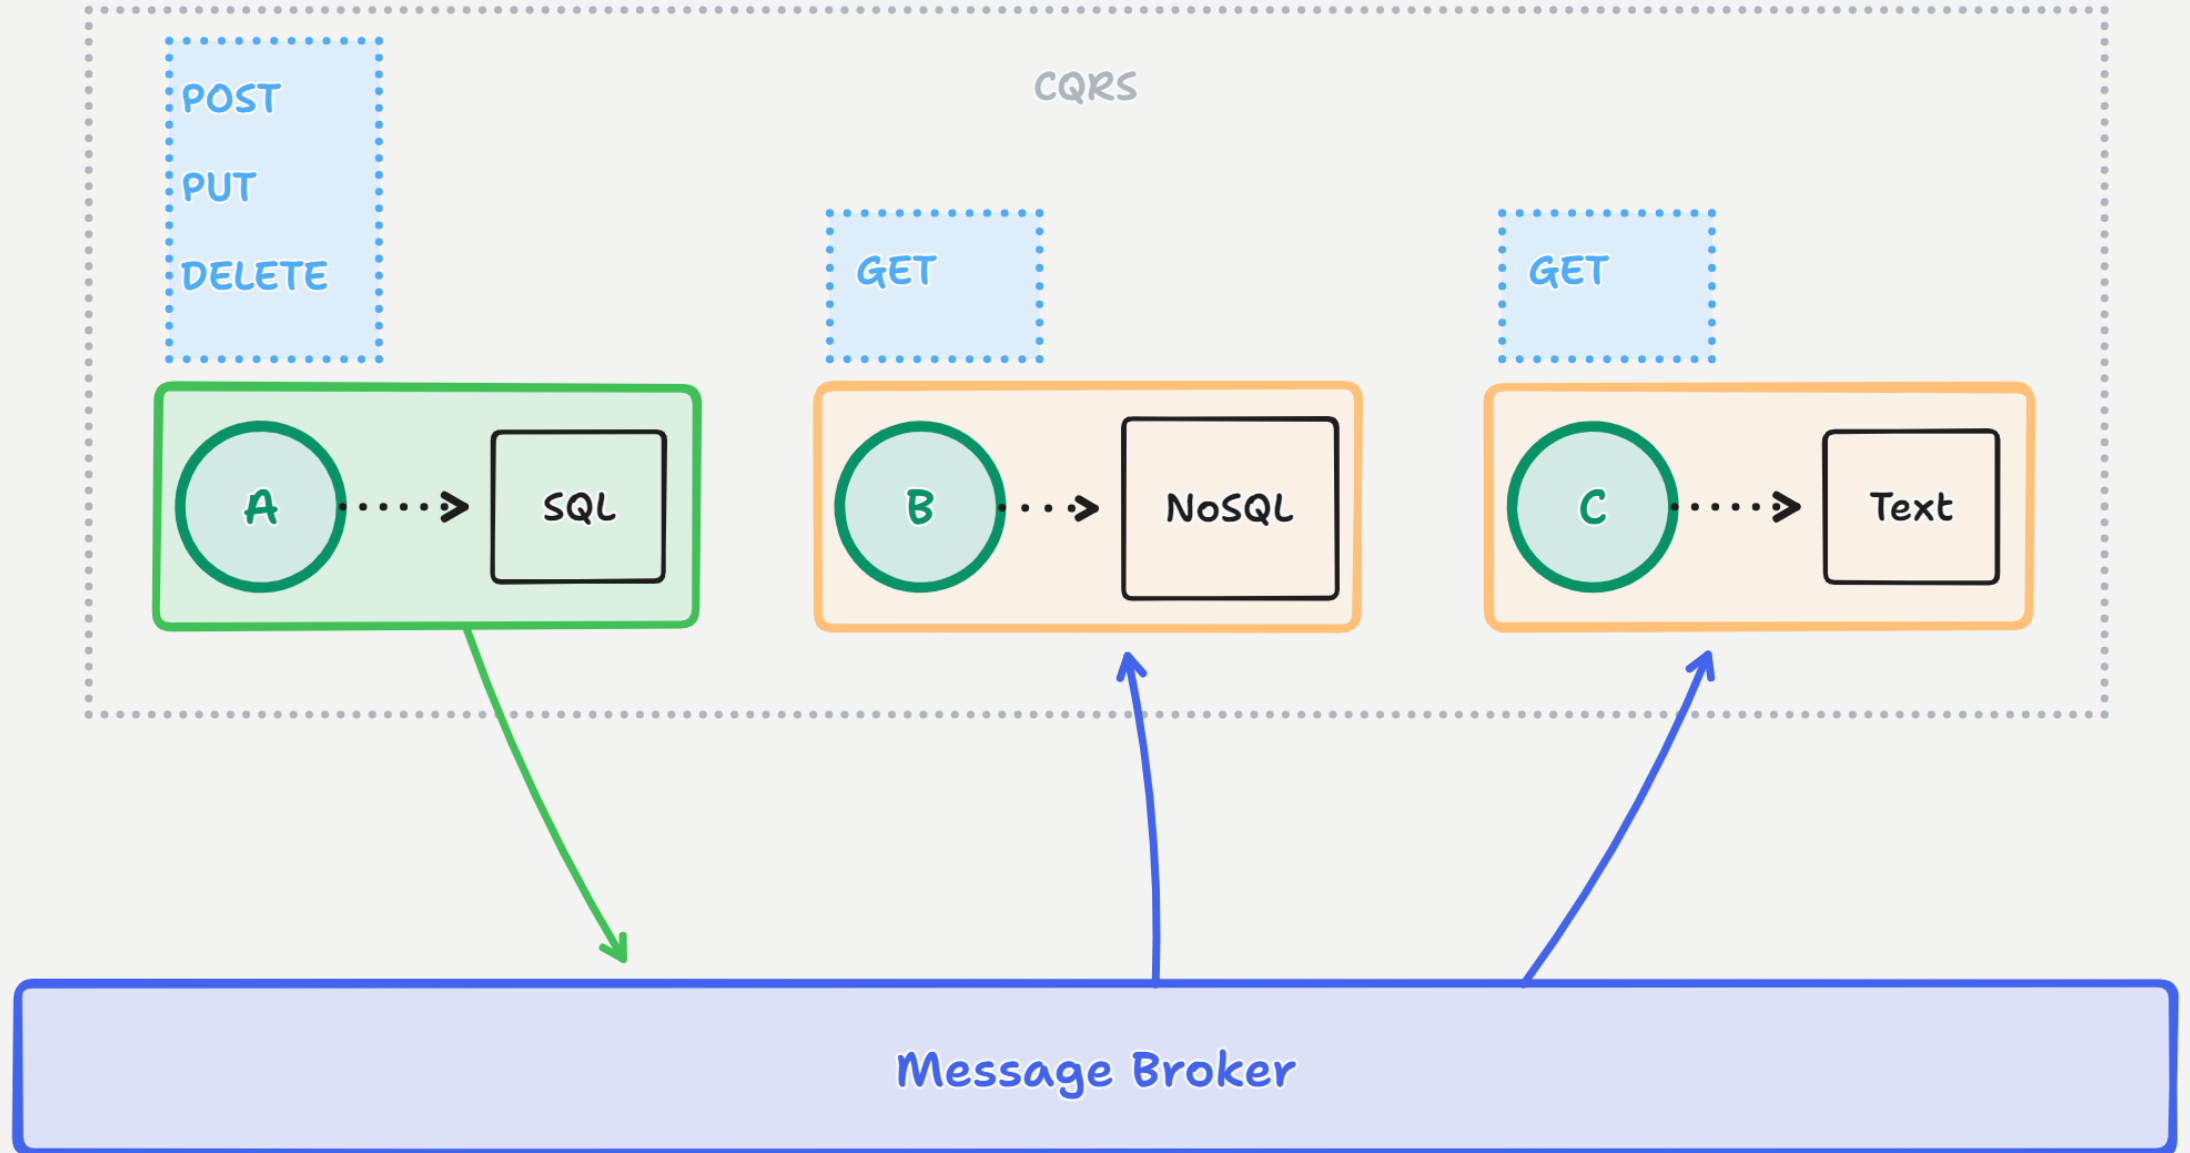 CQRS
POST
PUT
DELETE
GET
GET
A
SQL
B
NoSQL
C
Text
Message Broker